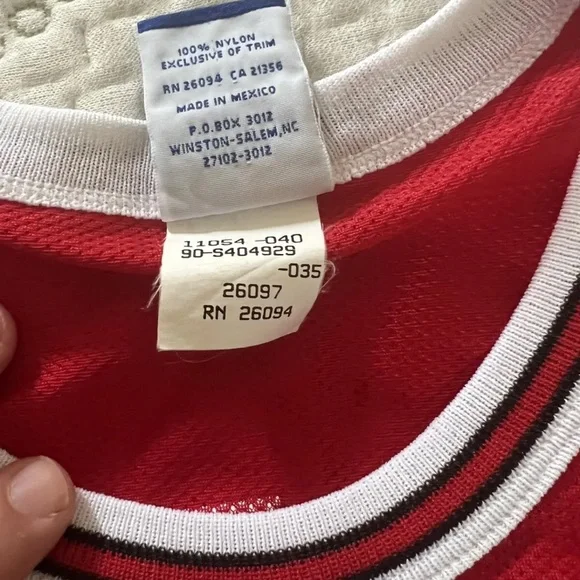 100% NYLON
EXCLUSIVE OF TRIM
RN 26094 CA 21356
MADE IN MEXICO
P.O.BOX 3012
WINSTON-SALEM, NC
27102-3012
11054 -040
90-S404929
-035
26097
RN 26094